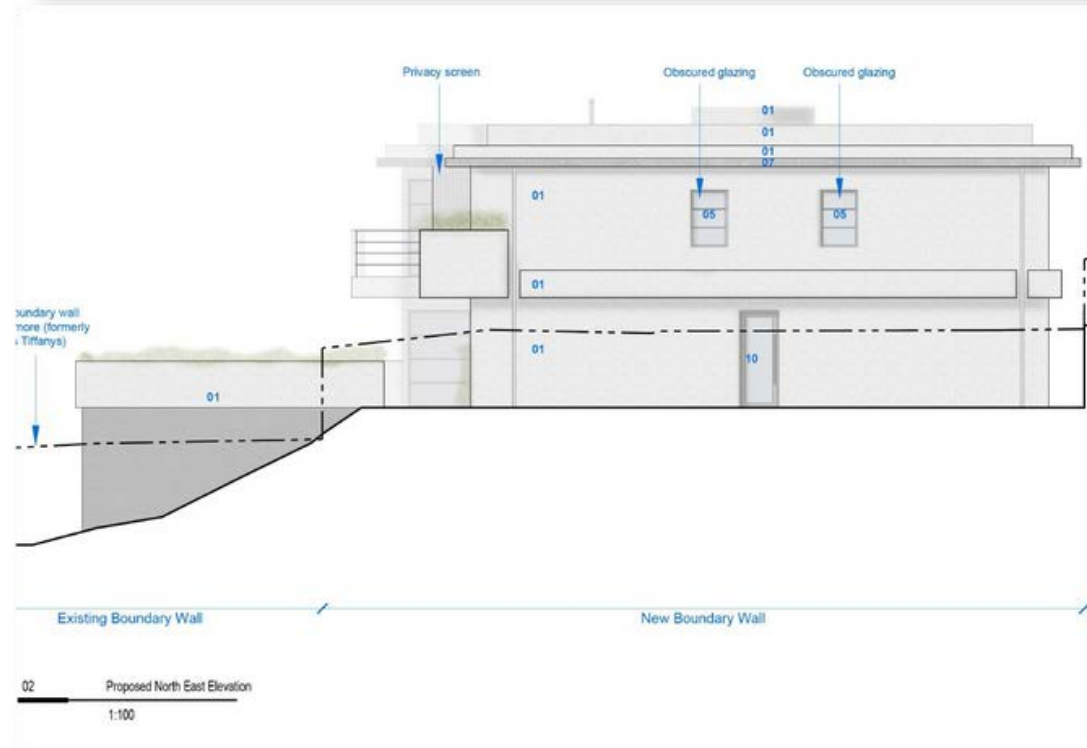 Privacy screen
Obscured glazing
Obscured glazing
01
01
01
07
01
05
05
01
01
10
oundary wall
more (formerly
s Tiffanys)
01
Existing Boundary Wall
New Boundary Wall
02 Proposed North East Elevation
1:100